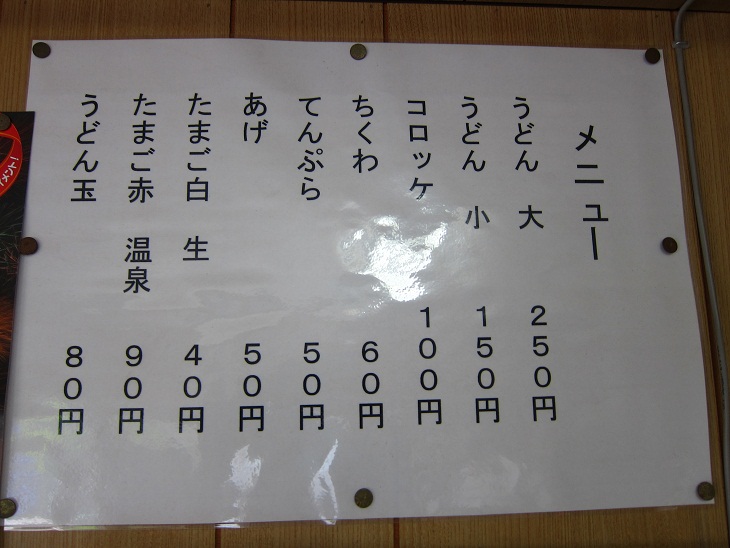 メニュー
うどん 大 250円
うどん 小 150円
コロッケ 100円
ちくわ 60円
てんぷら 50円
あげ 50円
たまご白 生 40円
たまご赤 温泉 90円
うどん玉 80円